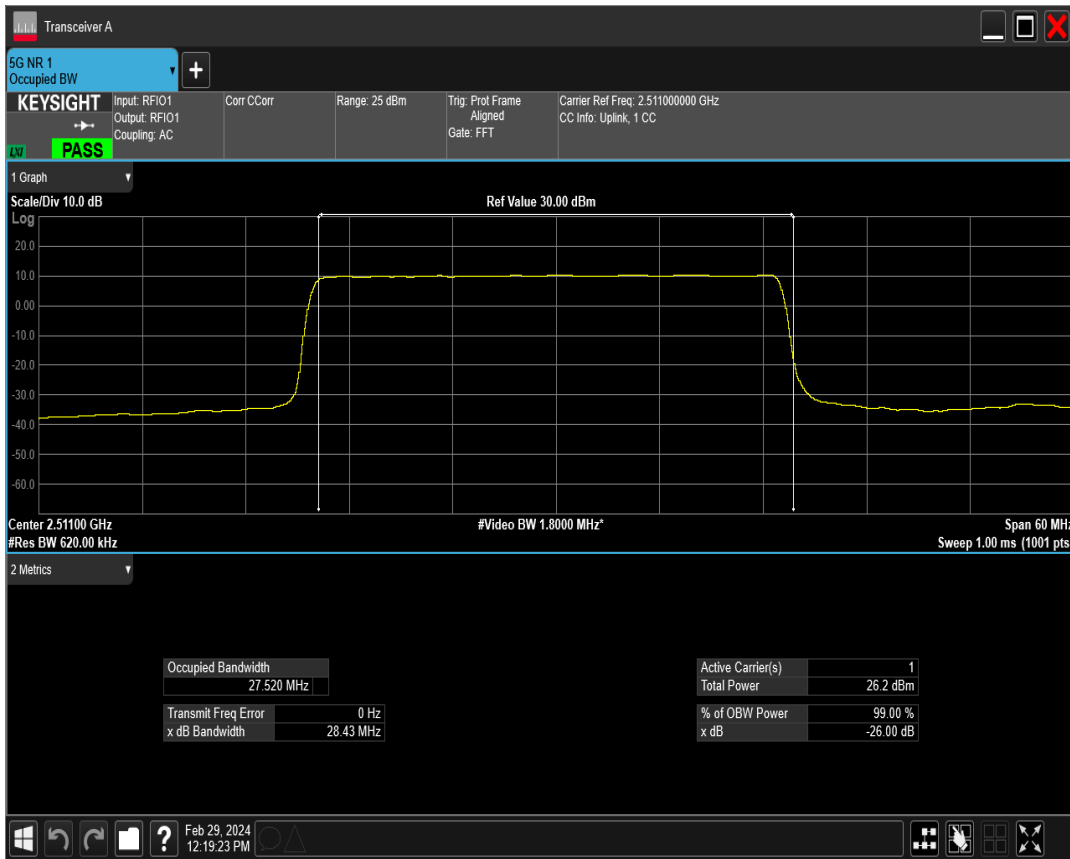 Transceiver A
5G NR 1
Occupied BW
KEYSIGHT
LXI
PASS
Input: RFIO1
Output: RFIO1
Coupling: AC
Corr CCorr
Range: 25 dBm
Trig: Prot Frame
Aligned
Gate: FFT
Carrier Ref Freq: 2.511000000 GHz
CC Info: Uplink, 1 CC
1 Graph
Scale/Div 10.0 dB
Ref Value 30.00 dBm
Log
20.0
10.0
0.00
-10.0
-20.0
-30.0
-40.0
-50.0
-60.0
Center 2.51100 GHz
#Video BW 1.8000 MHz*
Span 60 MHz
#Res BW 620.00 kHz
Sweep 1.00 ms (1001 pts
2 Metrics
Occupied Bandwidth
27.520 MHz
Transmit Freq Error 0 Hz
x dB Bandwidth 28.43 MHz
Active Carrier(s) 1
Total Power 26.2 dBm
% of OBW Power 99.00 %
x dB -26.00 dB
?
Feb 29, 2024
12:19:23 PM